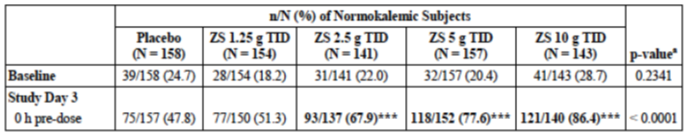 n/N (%) of Normokalemic Subjects
Placebo (N = 158) ZS 1.25 g TID (N = 154) ZS 2.5 g TID (N = 141) ZS 5 g TID (N = 157) ZS 10 g TID (N = 143) p-valueª
Baseline 39/158 (24.7) 28/154 (18.2) 31/141 (22.0) 32/157 (20.4) 41/143 (28.7) 0.2341
Study Day 3
0 h pre-dose 75/157 (47.8) 77/150 (51.3) 93/137 (67.9)*** 118/152 (77.6)*** 121/140 (86.4)*** < 0.0001